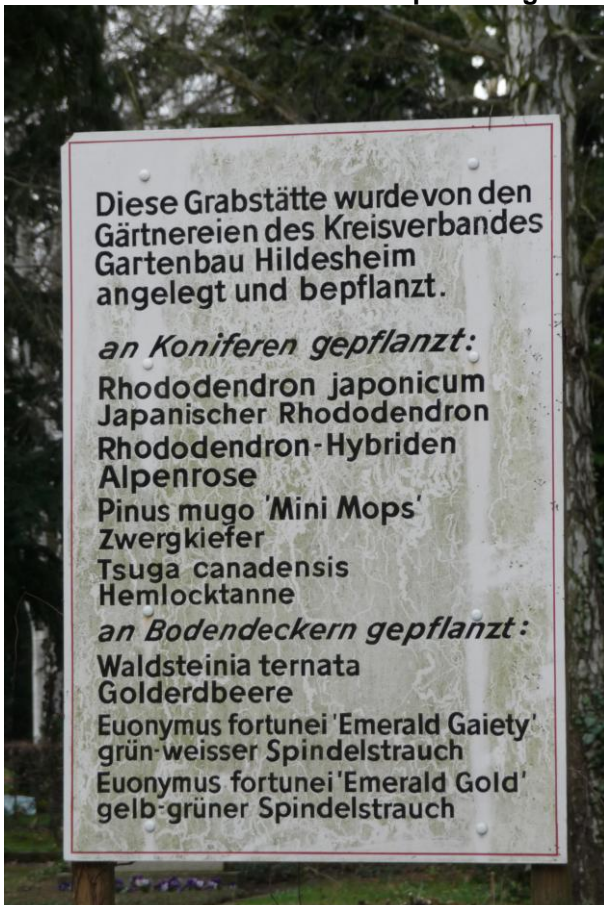 Diese Grabstätte wurde von den
Gärtnereien des Kreisverbandes
Gartenbau Hildesheim
angelegt und bepflanzt.
an Koniferen gepflanzt:
Rhododendron japonicum
Japanischer Rhododendron
Rhododendron-Hybriden
Alpenrose
Pinus mugo 'Mini Mops'
Zwergkiefer
Tsuga canadensis
Hemlocktanne
an Bodendeckern gepflanzt:
Waldsteinia ternata
Golderdbeere
Euonymus fortunei 'Emerald Gaiety'
grün-weisser Spindelstrauch
Euonymus fortunei 'Emerald Gold'
gelb-grüner Spindelstrauch